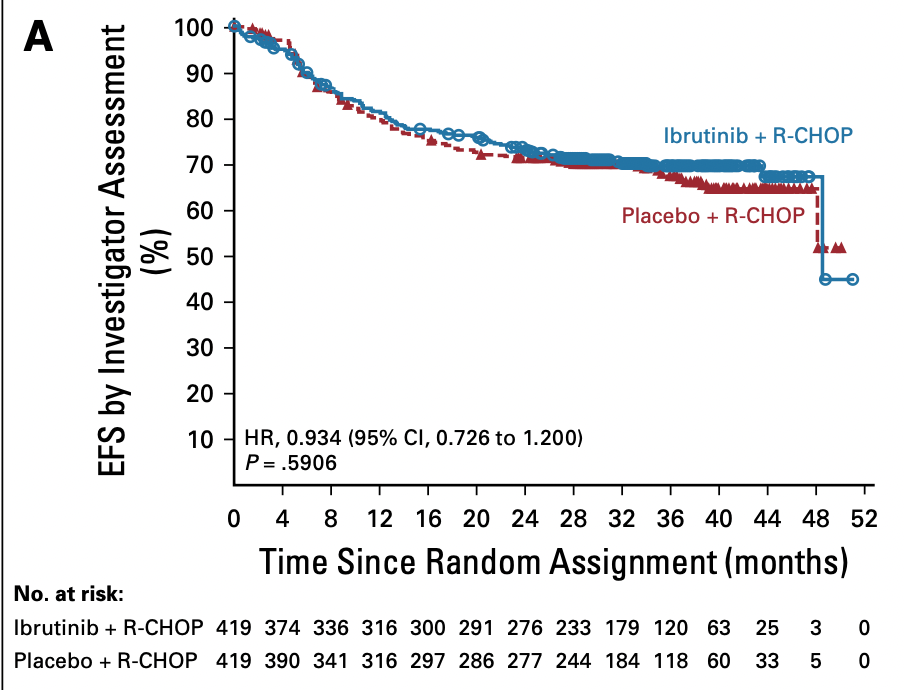 A
EFS by Investigator Assessment
(%)
100
90
80
70
60
50
40
30
20
10
Ibrutinib + R-CHOP
Placebo + R-CHOP
HR, 0.934 (95% CI, 0.726 to 1.200)
P = .5906
0 4 8 12 16 20 24 28 32 36 40 44 48 52
Time Since Random Assignment (months)
No. at risk:
Ibrutinib + R-CHOP 419 374 336 316 300 291 276 233 179 120 63 25 3 0
Placebo + R-CHOP 419 390 341 316 297 286 277 244 184 118 60 33 5 0